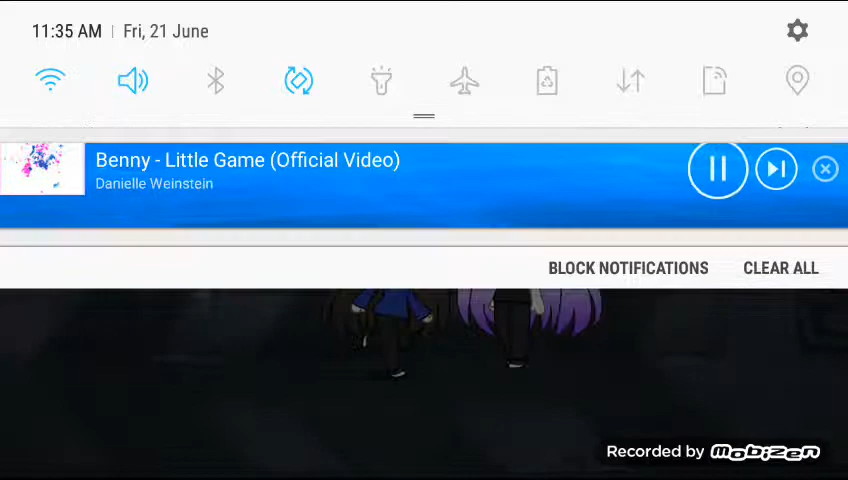 11:35 AM | Fri, 21 June
Benny - Little Game (Official Video)
Danielle Weinstein
BLOCK NOTIFICATIONS CLEAR ALL
Recorded by Mobizen